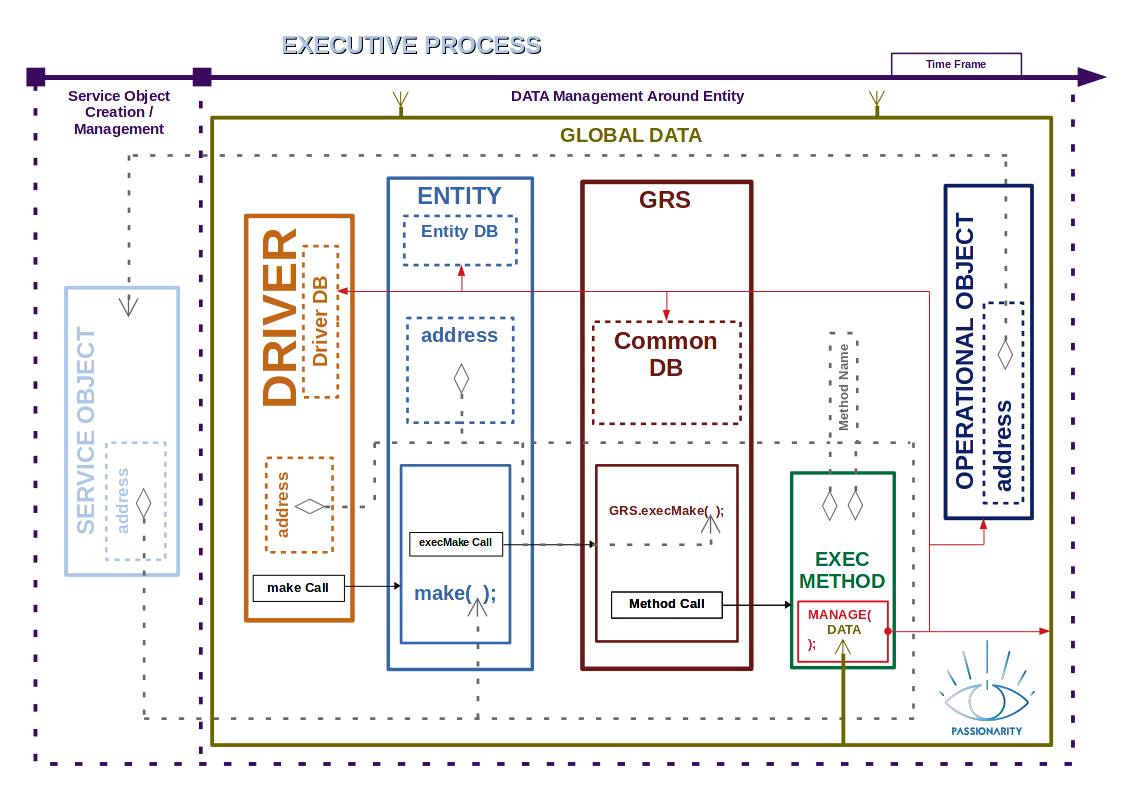 EXECUTIVE PROCESS
Time Frame
Service Object
Creation /
Management
DATA Management Around Entity
GLOBAL DATA
SERVICE OBJECT
address
DRIVER
Driver DB
address
make Call
ENTITY
Entity DB
address
execMake Call
make( );
GRS
Common
DB
GRS.execMake( );
Method Call
Method Name
EXEC
METHOD
MANAGE(
DATA
);
OPERATIONAL OBJECT
address
PASSIONARITY